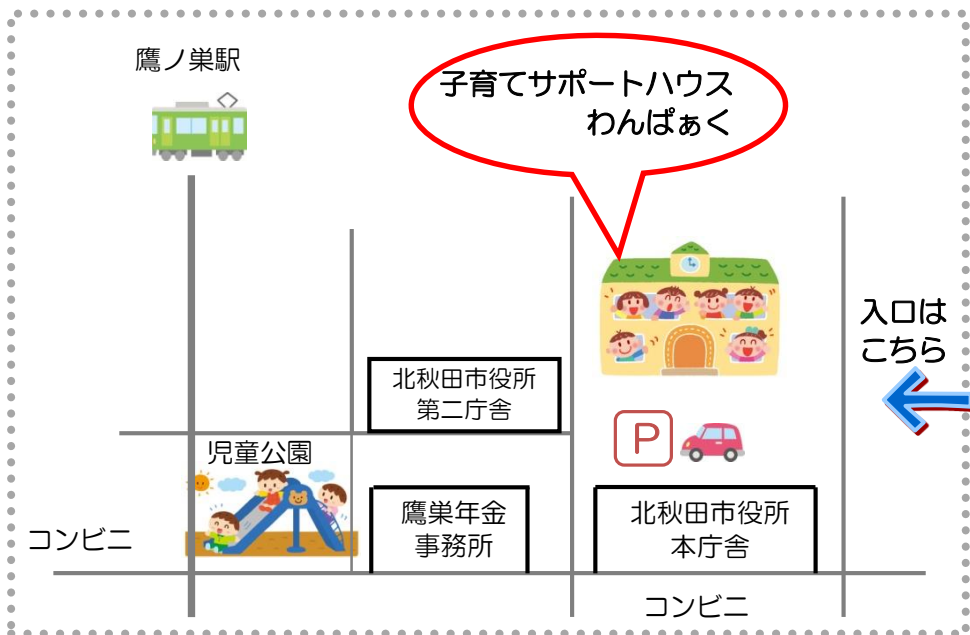 鷹ノ巣駅
子育てサポートハウス
わんぱぁく
入口は
こちら
北秋田市役所
第二庁舎
P
児童公園
鷹巣年金
事務所
北秋田市役所
本庁舎
コンビニ
コンビニ